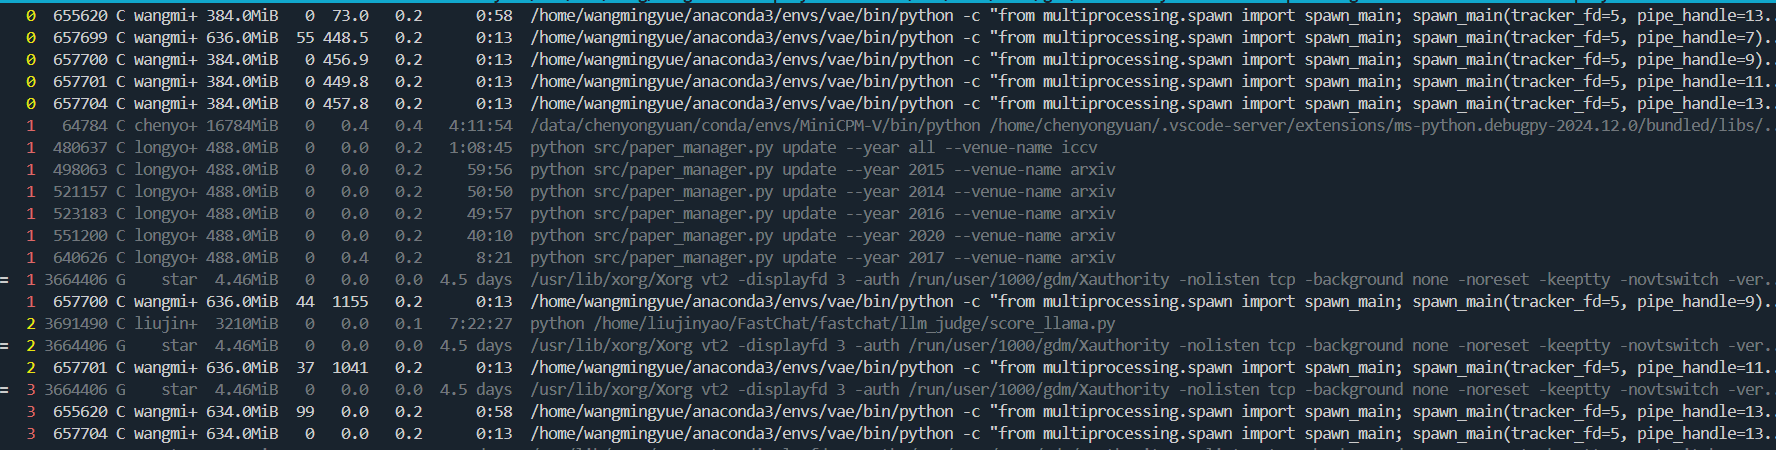 0 655620 C wangmi+ 384.0MiB 0 73.0 0.2 0:58 /home/wangmingyue/anaconda3/envs/vae/bin/python -c "from multiprocessing.spawn import spawn_main; spawn_main(tracker_fd=5, pipe_handle=13..
0 657699 C wangmi+ 636.0MiB 55 448.5 0.2 0:13 /home/wangmingyue/anaconda3/envs/vae/bin/python -c "from multiprocessing.spawn import spawn_main; spawn_main(tracker_fd=5, pipe_handle=7)..
0 657700 C wangmi+ 384.0MiB 0 456.9 0.2 0:13 /home/wangmingyue/anaconda3/envs/vae/bin/python -c "from multiprocessing.spawn import spawn_main; spawn_main(tracker_fd=5, pipe_handle=9)..
0 657701 C wangmi+ 384.0MiB 0 449.8 0.2 0:13 /home/wangmingyue/anaconda3/envs/vae/bin/python -c "from multiprocessing.spawn import spawn_main; spawn_main(tracker_fd=5, pipe_handle=11..
0 657704 C wangmi+ 384.0MiB 0 457.8 0.2 0:13 /home/wangmingyue/anaconda3/envs/vae/bin/python -c "from multiprocessing.spawn import spawn_main; spawn_main(tracker_fd=5, pipe_handle=13..
1 64784 C chenyo+ 16784MiB 0 0.4 0.4 4:11:54 /data/chenyongyuan/conda/envs/MiniCPM-V/bin/python /home/chenyongyuan/.vscode-server/extensions/ms-python.debugpy-2024.12.0/bundled/libs/..
1 480637 C longyo+ 488.0MiB 0 0.0 0.2 1:08:45 python src/paper_manager.py update --year all --venue-name iccv
1 498063 C longyo+ 488.0MiB 0 0.0 0.2 59:56 python src/paper_manager.py update --year 2015 --venue-name arxiv
1 521157 C longyo+ 488.0MiB 0 0.0 0.2 50:50 python src/paper_manager.py update --year 2014 --venue-name arxiv
1 523183 C longyo+ 488.0MiB 0 0.0 0.2 49:57 python src/paper_manager.py update --year 2016 --venue-name arxiv
1 551200 C longyo+ 488.0MiB 0 0.0 0.2 40:10 python src/paper_manager.py update --year 2020 --venue-name arxiv
1 640626 C longyo+ 488.0MiB 0 0.4 0.2 8:21 python src/paper_manager.py update --year 2017 --venue-name arxiv
= 1 3664406 G star 4.46MiB 0 0.0 0.0 4.5 days /usr/lib/xorg/Xorg vt2 -displayfd 3 -auth /run/user/1000/gdm/Xauthority -nolisten tcp -background none -noreset -keeptty -novtswitch -ver..
1 657700 C wangmi+ 636.0MiB 44 1155 0.2 0:13 /home/wangmingyue/anaconda3/envs/vae/bin/python -c "from multiprocessing.spawn import spawn_main; spawn_main(tracker_fd=5, pipe_handle=9)..
2 3691490 C liujin+ 3210MiB 0 0.0 0.1 7:22:27 python /home/liujinyao/FastChat/fastchat/llm_judge/score_llama.py
= 2 3664406 G star 4.46MiB 0 0.0 0.0 4.5 days /usr/lib/xorg/Xorg vt2 -displayfd 3 -auth /run/user/1000/gdm/Xauthority -nolisten tcp -background none -noreset -keeptty -novtswitch -ver..
2 657701 C wangmi+ 636.0MiB 37 1041 0.2 0:13 /home/wangmingyue/anaconda3/envs/vae/bin/python -c "from multiprocessing.spawn import spawn_main; spawn_main(tracker_fd=5, pipe_handle=11..
= 3 3664406 G star 4.46MiB 0 0.0 0.0 4.5 days /usr/lib/xorg/Xorg vt2 -displayfd 3 -auth /run/user/1000/gdm/Xauthority -nolisten tcp -background none -noreset -keeptty -novtswitch -ver..
3 655620 C wangmi+ 634.0MiB 99 0.0 0.2 0:58 /home/wangmingyue/anaconda3/envs/vae/bin/python -c "from multiprocessing.spawn import spawn_main; spawn_main(tracker_fd=5, pipe_handle=13..
3 657704 C wangmi+ 634.0MiB 0 0.0 0.2 0:13 /home/wangmingyue/anaconda3/envs/vae/bin/python -c "from multiprocessing.spawn import spawn_main; spawn_main(tracker_fd=5, pipe_handle=13..